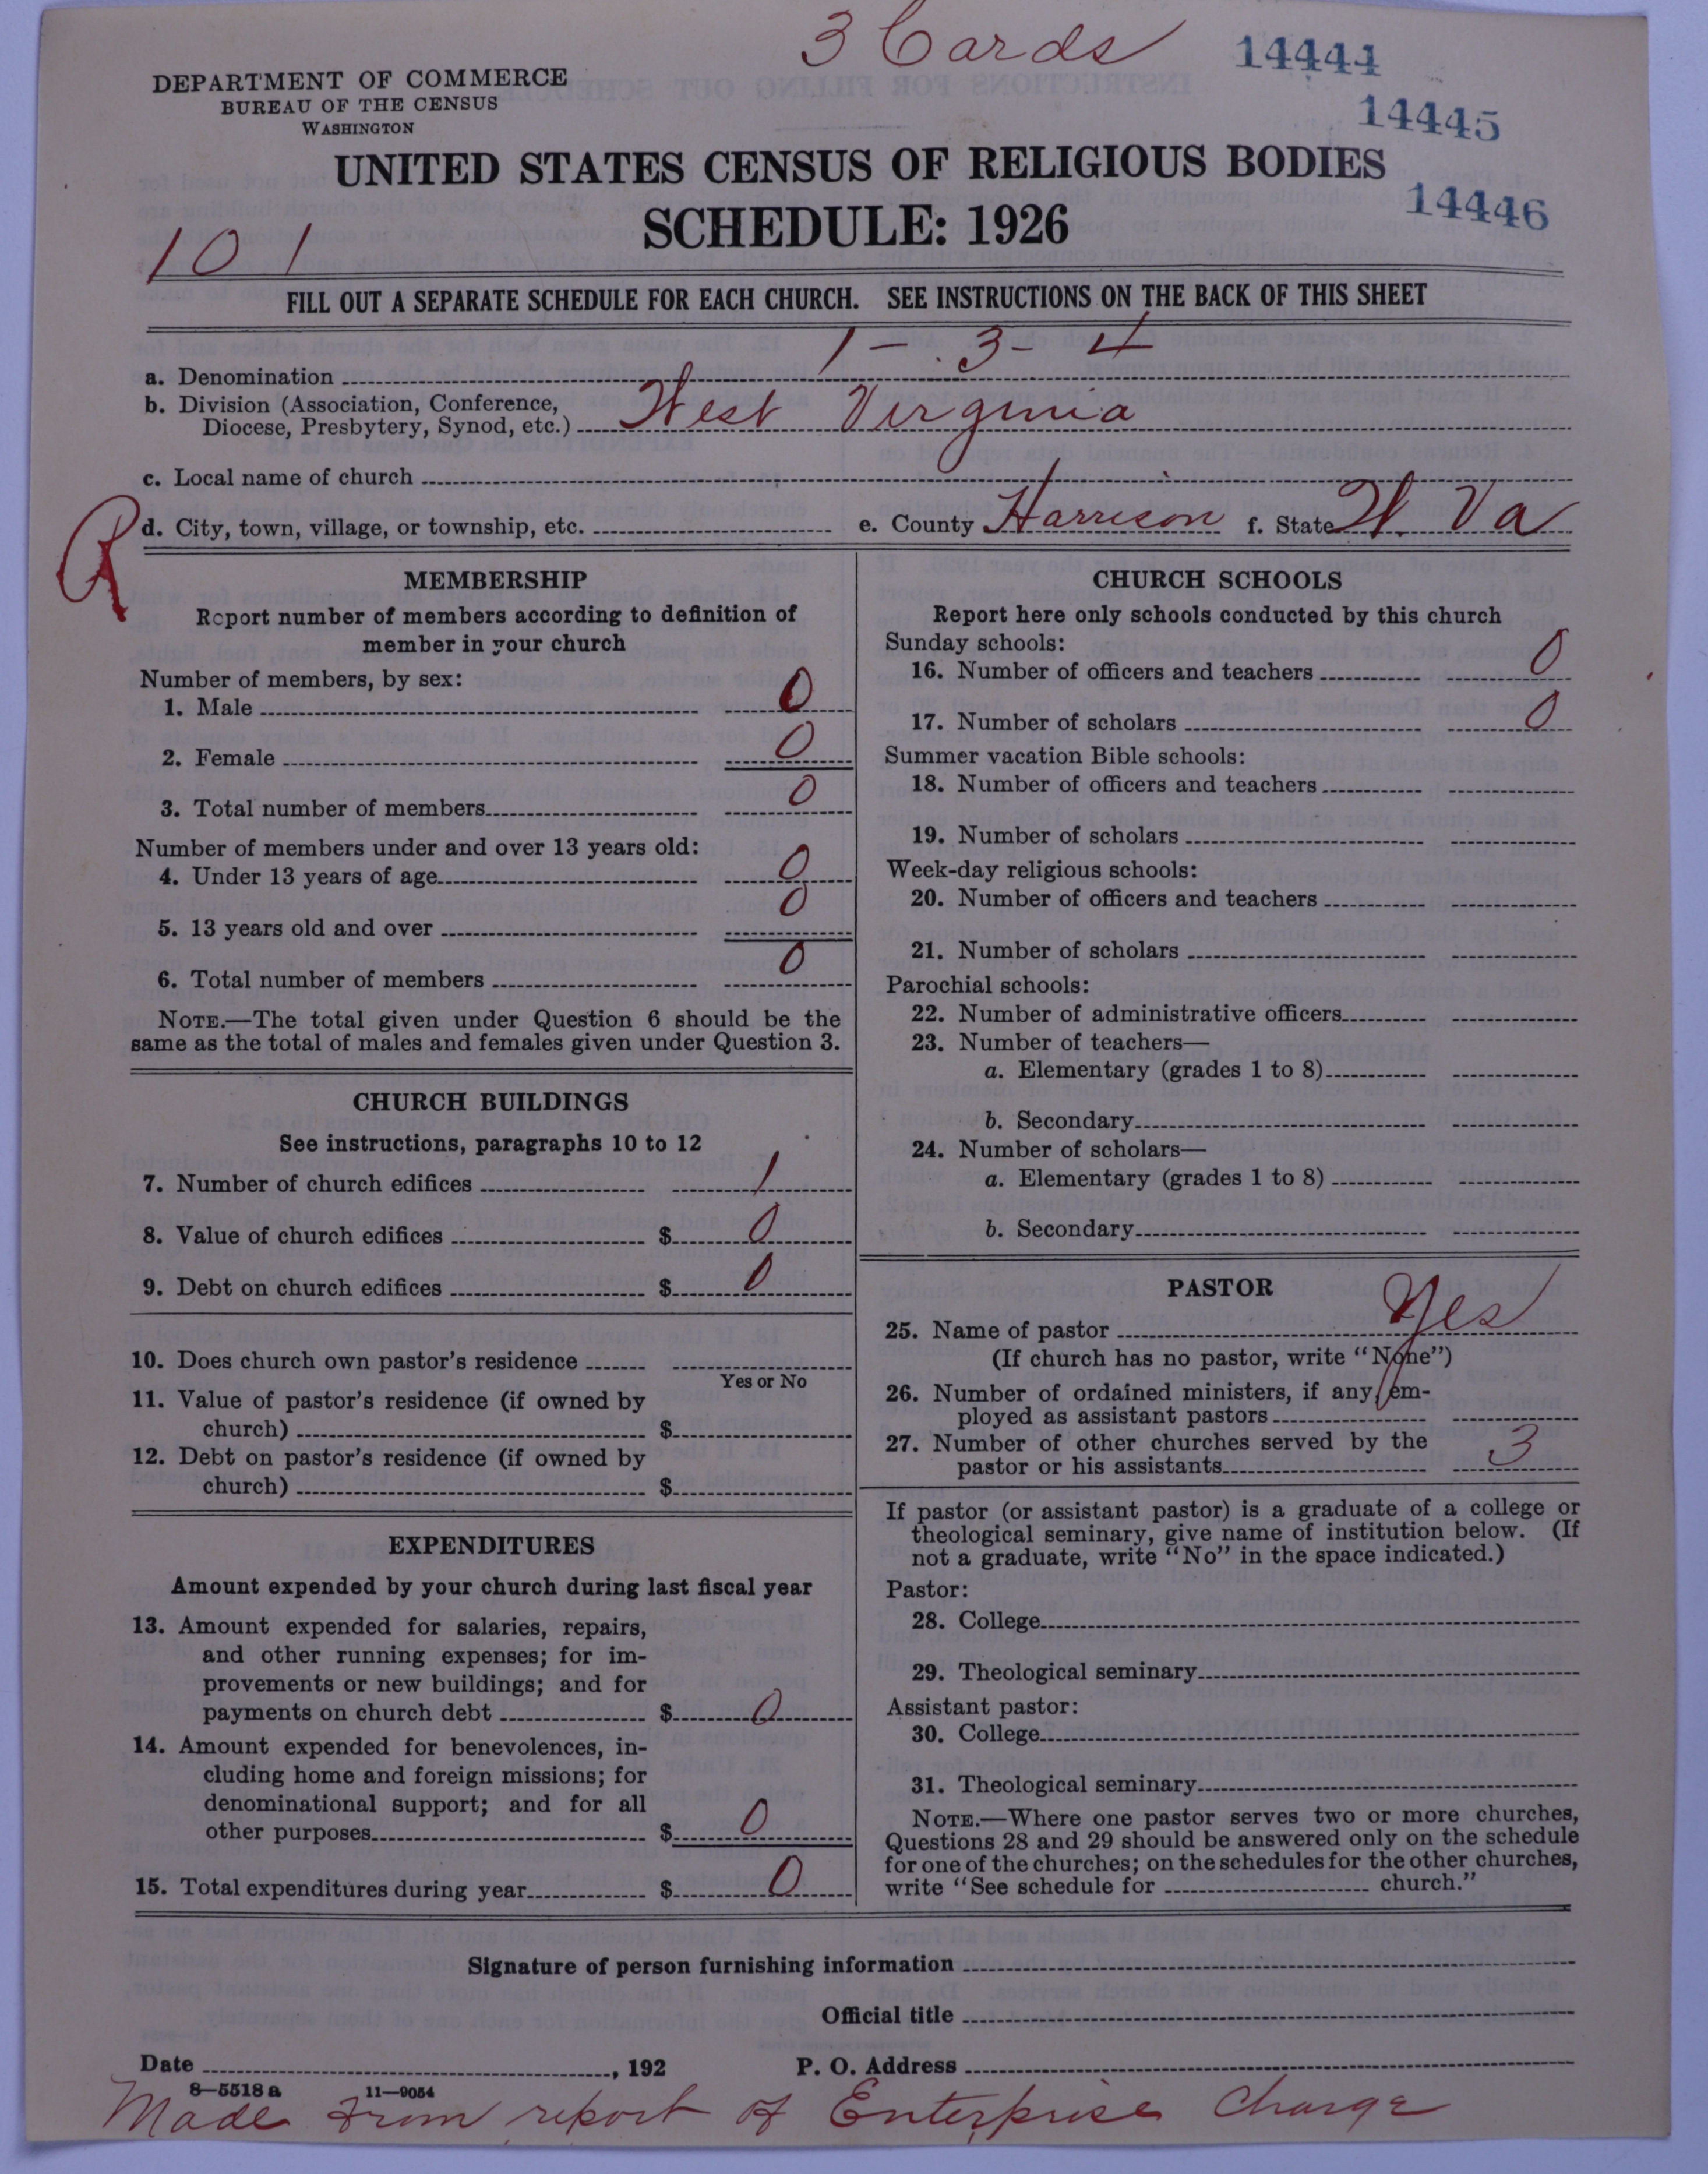 3 Cards
14444
DEPARTMENT OF COMMERCE
BUREAU OF THE CENSUS
WASHINGTON
14445
UNITED STATES CENSUS OF RELIGIOUS BODIES
14446
SCHEDULE: 1926
101
FILL OUT A SEPARATE SCHEDULE FOR EACH CHURCH. SEE INSTRUCTIONS ON THE BACK OF THIS SHEET
1 - 3 - 4
a. Denomination
b. Division (Association, Conference,
Diocese, Presbytery, Synod, etc.) West Virginia
c. Local name of church
R
d. City, town, village, or township, etc. e. County Harrison f. State W. Va
MEMBERSHIP
Report number of members according to definition of
member in your church
Number of members, by sex:
1. Male 0
2. Female 0
3. Total number of members 0
Number of members under and over 13 years old:
4. Under 13 years of age 0
5. 13 years old and over 0
6. Total number of members 0
NOTE.—The total given under Question 6 should be the
same as the total of males and females given under Question 3.
CHURCH BUILDINGS
See instructions, paragraphs 10 to 12
7. Number of church edifices 1
8. Value of church edifices $ 0
9. Debt on church edifices $ 0
10. Does church own pastor's residence
Yes or No
11. Value of pastor's residence (if owned by
church) $
12. Debt on pastor's residence (if owned by
church) $
EXPENDITURES
Amount expended by your church during last fiscal year
13. Amount expended for salaries, repairs,
and other running expenses; for im-
provements or new buildings; and for
payments on church debt $ 0
14. Amount expended for benevolences, in-
cluding home and foreign missions; for
denominational support; and for all
other purposes $ 0
15. Total expenditures during year $ 0
CHURCH SCHOOLS
Report here only schools conducted by this church
Sunday schools:
16. Number of officers and teachers 0
17. Number of scholars 0
Summer vacation Bible schools:
18. Number of officers and teachers
19. Number of scholars
Week-day religious schools:
20. Number of officers and teachers
21. Number of scholars
Parochial schools:
22. Number of administrative officers
23. Number of teachers—
a. Elementary (grades 1 to 8)
b. Secondary
24. Number of scholars—
a. Elementary (grades 1 to 8)
b. Secondary
PASTOR
25. Name of pastor Yes
(If church has no pastor, write "None")
26. Number of ordained ministers, if any, em-
ployed as assistant pastors
27. Number of other churches served by the
pastor or his assistants 3
If pastor (or assistant pastor) is a graduate of a college or
theological seminary, give name of institution below. (If
not a graduate, write "No" in the space indicated.)
Pastor:
28. College
29. Theological seminary
Assistant pastor:
30. College
31. Theological seminary
NOTE.—Where one pastor serves two or more churches,
Questions 28 and 29 should be answered only on the schedule
for one of the churches; on the schedules for the other churches,
write "See schedule for church."
Signature of person furnishing information
Official title
Date , 192 P. O. Address
8—5518 a 11—9054
Made from report of Enterprise Charge